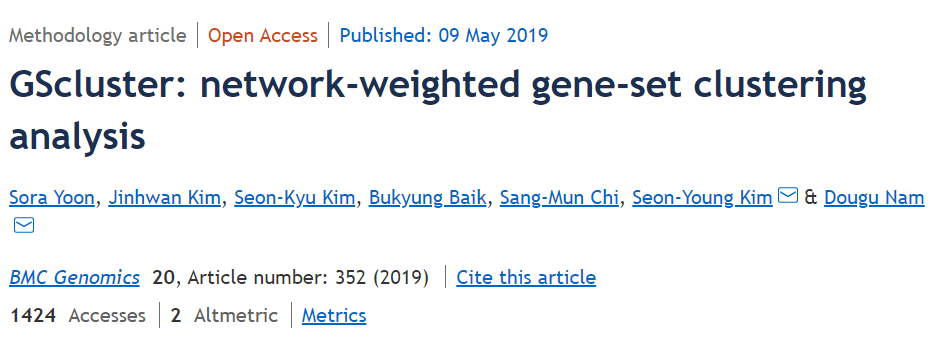 Methodology article Open Access Published: 09 May 2019
GScluster: network-weighted gene-set clustering
analysis
Sora Yoon, Jinhwan Kim, Seon-Kyu Kim, Bukyung Baik, Sang-Mun Chi, Seon-Young Kim & Dougu Nam
BMC Genomics 20, Article number: 352 (2019) Cite this article
1424 Accesses 2 Altmetric Metrics